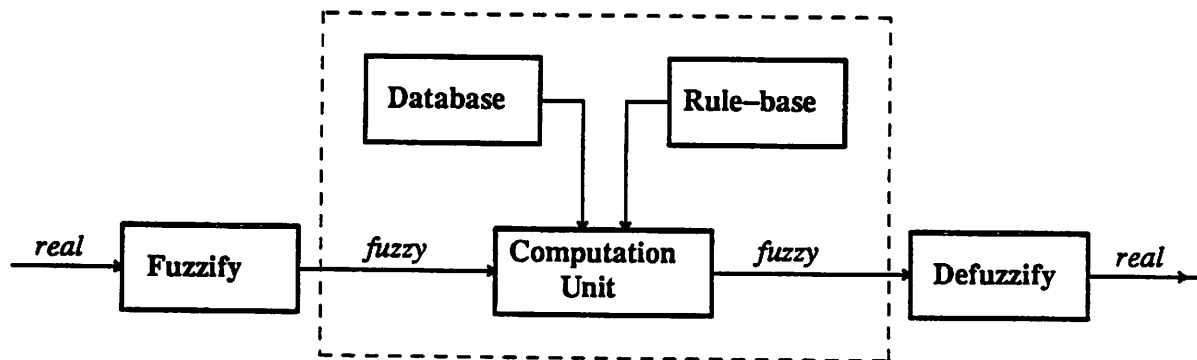 Database
Rule-base
real
Fuzzify
fuzzy
Computation
Unit
fuzzy
Defuzzify
real